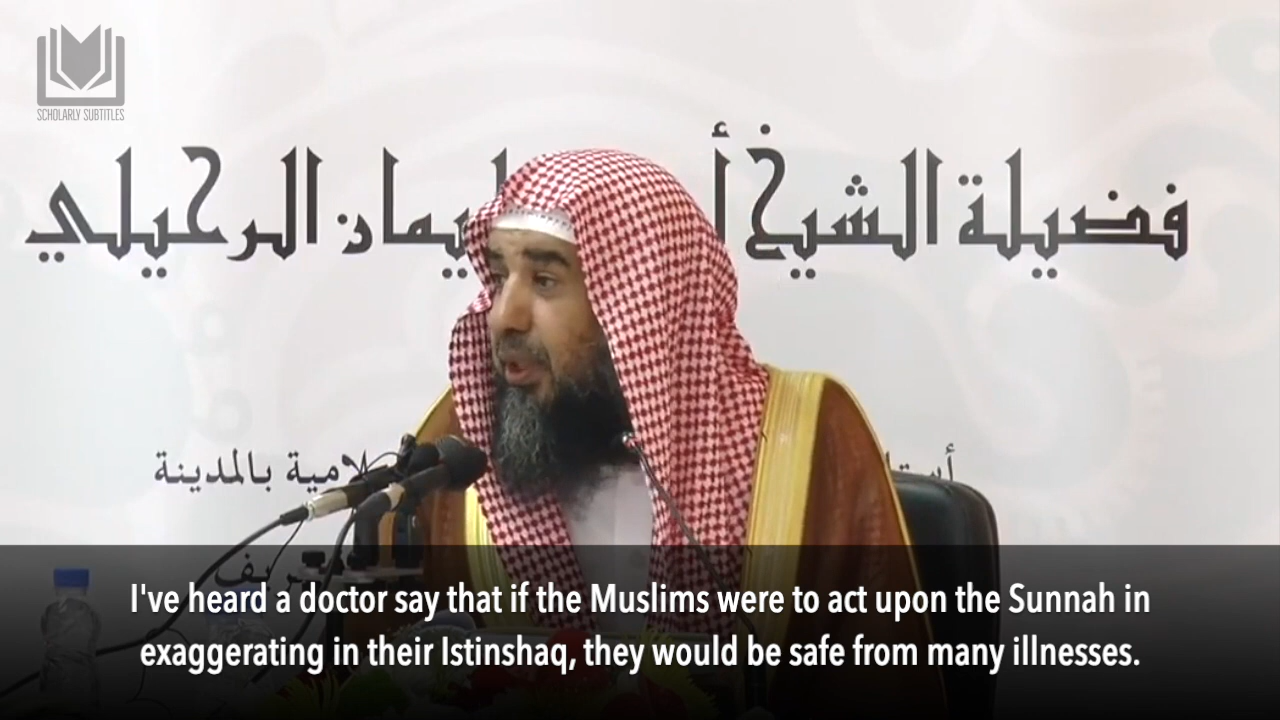 SCHOLARLY SUBTITLES
فضيلة الشيخ الرحيلي
بالمدينة
I've heard a doctor say that if the Muslims were to act upon the Sunnah in
exaggerating in their Istinshaq, they would be safe from many illnesses.